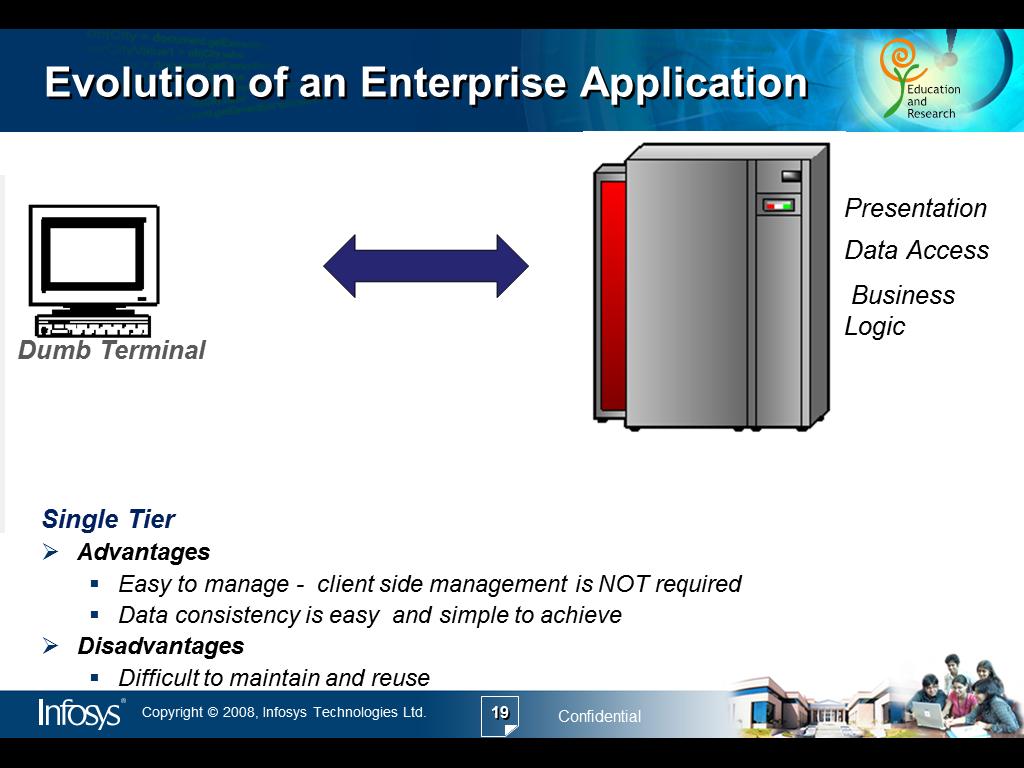 Evolution of an Enterprise Application
Education
and
Research
Presentation
Data Access
Business
Logic
Dumb Terminal
Single Tier
Advantages
Easy to manage - client side management is NOT required
Data consistency is easy and simple to achieve
Disadvantages
Difficult to maintain and reuse
Infosys®
Copyright © 2008, Infosys Technologies Ltd.
19
Confidential